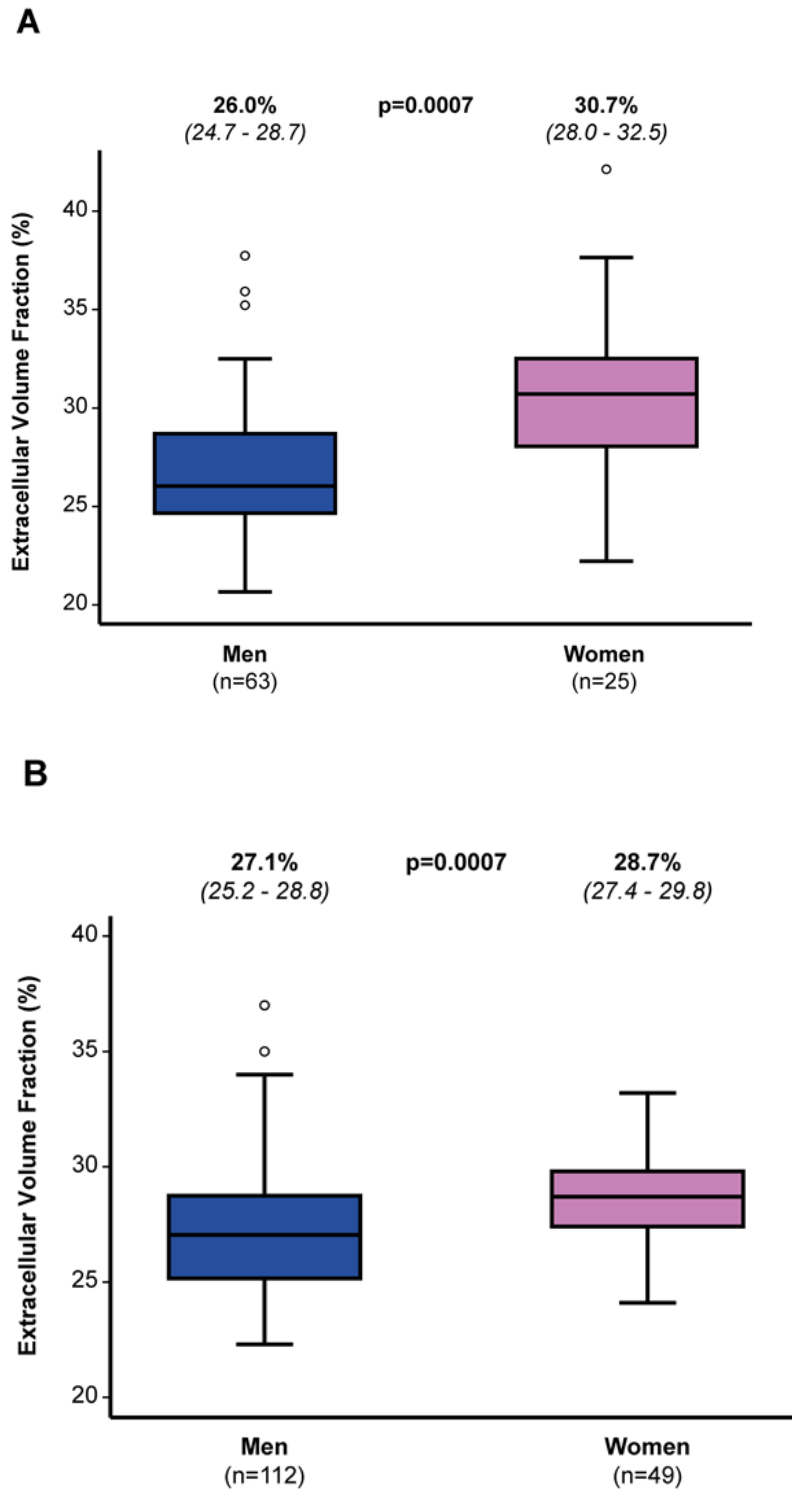 A
26.0% p=0.0007 30.7%
(24.7 - 28.7) (28.0 - 32.5)
Extracellular Volume Fraction (%)
40
35
30
25
20
Men Women
(n=63) (n=25)
B
27.1% p=0.0007 28.7%
(25.2 - 28.8) (27.4 - 29.8)
Extracellular Volume Fraction (%)
40
35
30
25
20
Men Women
(n=112) (n=49)